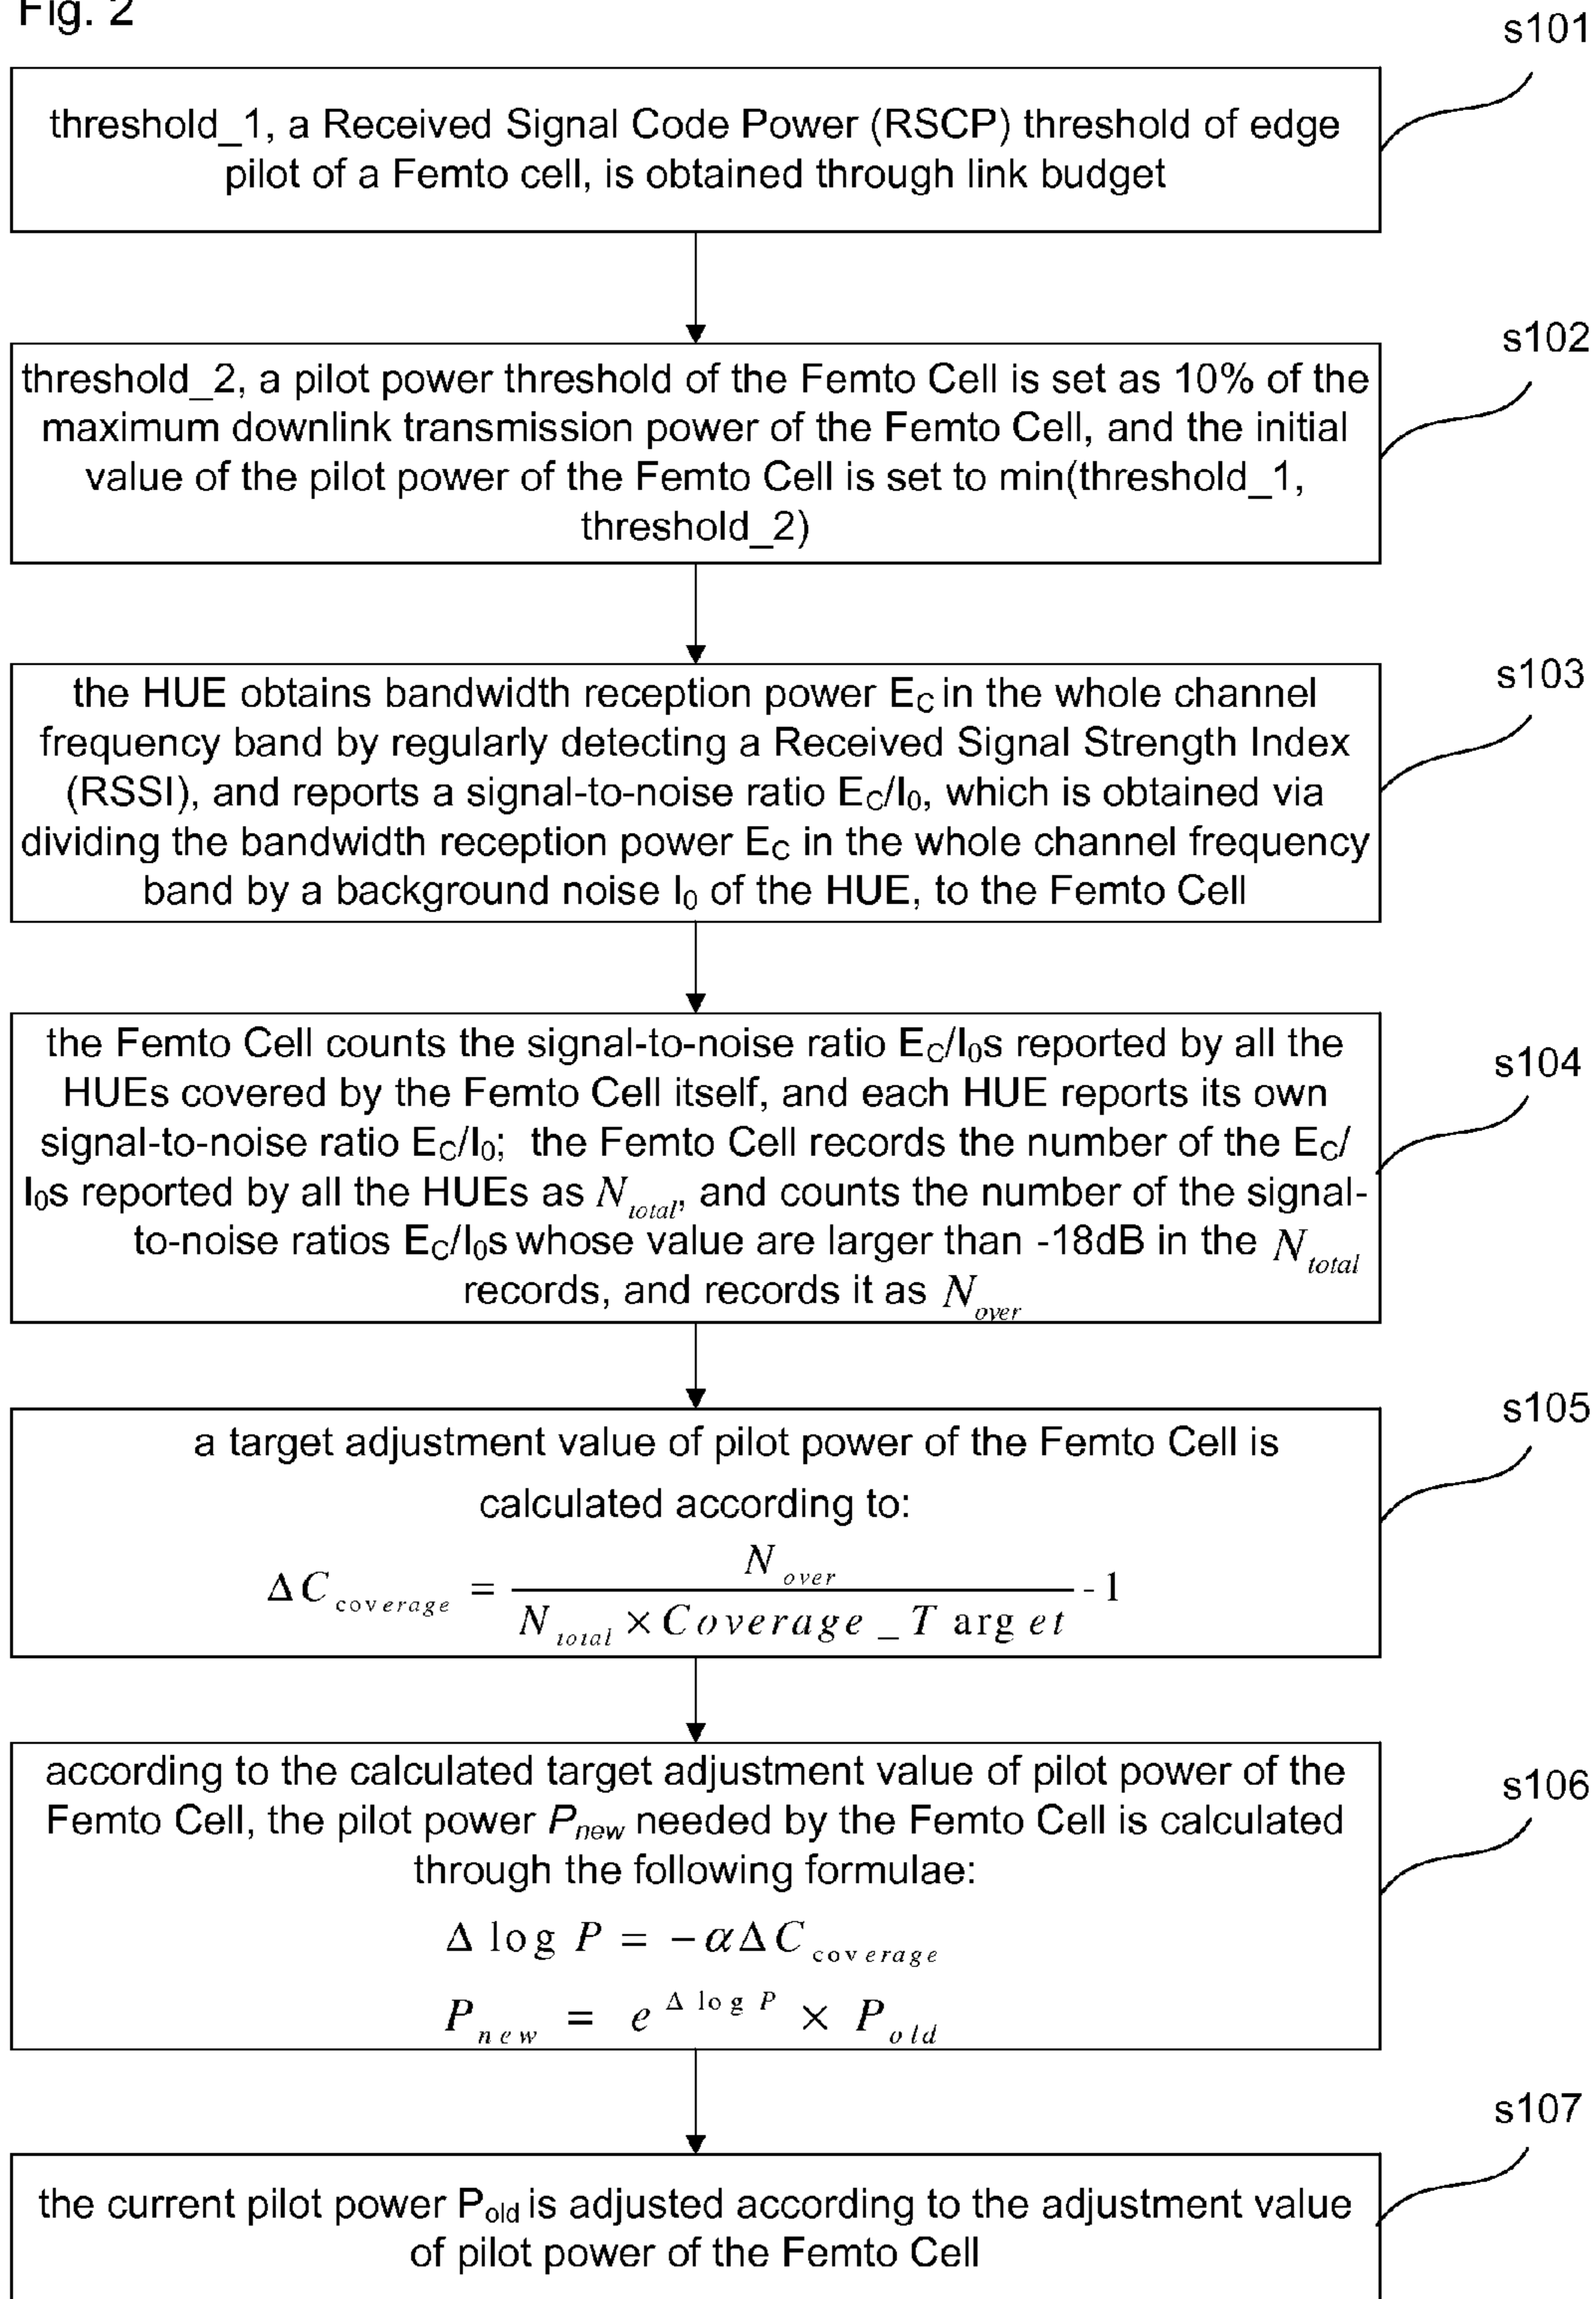 Fig. 2
s101
threshold_1, a Received Signal Code Power (RSCP) threshold of edge
pilot of a Femto cell, is obtained through link budget
s102
threshold_2, a pilot power threshold of the Femto Cell is set as 10% of the
maximum downlink transmission power of the Femto Cell, and the initial
value of the pilot power of the Femto Cell is set to min(threshold_1,
threshold_2)
s103
the HUE obtains bandwidth reception power E_C in the whole channel
frequency band by regularly detecting a Received Signal Strength Index
(RSSI), and reports a signal-to-noise ratio E_C/I_0, which is obtained via
dividing the bandwidth reception power E_C in the whole channel frequency
band by a background noise I_0 of the HUE, to the Femto Cell
s104
the Femto Cell counts the signal-to-noise ratio E_C/I_0s reported by all the
HUEs covered by the Femto Cell itself, and each HUE reports its own
signal-to-noise ratio E_C/I_0; the Femto Cell records the number of the E_C/
I_0s reported by all the HUEs as N_total, and counts the number of the signal-
to-noise ratios E_C/I_0s whose value are larger than -18dB in the N_total
records, and records it as N_over
s105
a target adjustment value of pilot power of the Femto Cell is
calculated according to:
ΔC_coverage = N_over / (N_total × Coverage_Target) - 1
s106
according to the calculated target adjustment value of pilot power of the
Femto Cell, the pilot power P_new needed by the Femto Cell is calculated
through the following formulae:
Δ log P = -αΔC_coverage
P_new = e^(Δ log P) × P_old
s107
the current pilot power P_old is adjusted according to the adjustment value
of pilot power of the Femto Cell